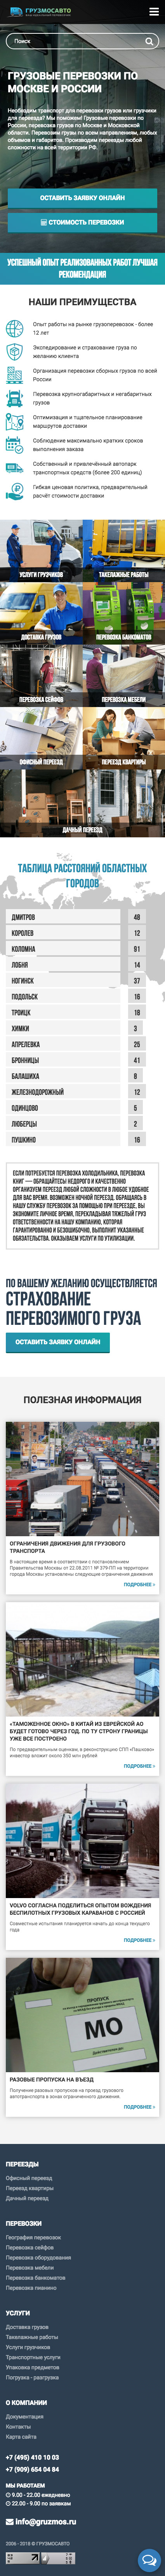 ГРУЗМОСАВТО
Поиск
ГРУЗОВЫЕ ПЕРЕВОЗКИ ПО
МОСКВЕ И РОССИИ
Необходим транспорт для перевозки грузов или грузчики
для переезда? Мы поможем! Грузовые перевозки по
России, перевозка грузов по Москве и Московской
области. Перевозим грузы по всем направлениям, любых
объемов и габаритов. Производим переезды любой
сложности на всей территории РФ.
ОСТАВИТЬ ЗАЯВКУ ОНЛАЙН
СТОИМОСТЬ ПЕРЕВОЗКИ
УСПЕШНЫЙ ОПЫТ РЕАЛИЗОВАННЫХ РАБОТ ЛУЧШАЯ
РЕКОМЕНДАЦИЯ
НАШИ ПРЕИМУЩЕСТВА
Опыт работы на рынке грузоперевозок - более
12 лет
Экспедирование и страхование груза по
желанию клиента
Организация перевозки сборных грузов по всей
России
Перевозка крупногабаритных и негабаритных
грузов
Оптимизация и тщательное планирование
маршрутов доставки
Соблюдение максимально кратких сроков
выполнения заказа
Собственный и привлечённый автопарк
транспортных средств (более 200 единиц)
Гибкая ценовая политика, предварительный
расчёт стоимости доставки
УСЛУГИ ГРУЗЧИКОВ
ТАКЕЛАЖНЫЕ РАБОТЫ
ДОСТАВКА ГРУЗОВ
ПЕРЕВОЗКА БАНКОМАТОВ
ПЕРЕВОЗКА СЕЙФОВ
ПЕРЕВОЗКА МЕБЕЛИ
ОФИСНЫЙ ПЕРЕЕЗД
ПЕРЕЕЗД КВАРТИРЫ
ДАЧНЫЙ ПЕРЕЕЗД
ТАБЛИЦА РАССТОЯНИЙ ОБЛАСТНЫХ
ГОРОДОВ
ДМИТРОВ 48
КОРОЛЕВ 12
КОЛОМНА 91
ЛОБНЯ 14
НОГИНСК 37
ПОДОЛЬСК 16
ТРОИЦК 18
ХИМКИ 3
АПРЕЛЕВКА 25
БРОННИЦЫ 41
БАЛАШИХА 8
ЖЕЛЕЗНОДОРОЖНЫЙ 12
ОДИНЦОВО 5
ЛЮБЕРЦЫ 2
ПУШКИНО 16
ЕСЛИ ПОТРЕБУЕТСЯ ПЕРЕВОЗКА ХОЛОДИЛЬНИКА, ПЕРЕВОЗКА
КНИГ — ОБРАЩАЙТЕСЬ! НЕДОРОГО И КАЧЕСТВЕННО
ОРГАНИЗУЕМ ПЕРЕЕЗД ЛЮБОЙ СЛОЖНОСТИ В ЛЮБОЕ УДОБНОЕ
ДЛЯ ВАС ВРЕМЯ. ВОЗМОЖЕН НОЧНОЙ ПЕРЕЕЗД. ОБРАЩАЯСЬ В
НАШУ СЛУЖБУ ПЕРЕВОЗОК ЗА ПОМОЩЬЮ ПРИ ПЕРЕЕЗДЕ, ВЫ
ЭКОНОМИТЕ ЛИЧНОЕ ВРЕМЯ, ПЕРЕКЛАДЫВАЯ ТЯЖЕЛЫЙ ГРУЗ
ОТВЕТСТВЕННОСТИ НА НАШУ КОМПАНИЮ, КОТОРАЯ
ГАРАНТИРОВАННО И БЕЗОШИБОЧНО, ВЫПОЛНИТ УКАЗАННЫЕ
ОБЯЗАТЕЛЬСТВА. ОКАЗЫВАЕМ УСЛУГИ ПО УТИЛИЗАЦИИ.
ПО ВАШЕМУ ЖЕЛАНИЮ ОСУЩЕСТВЛЯЕТСЯ
СТРАХОВАНИЕ
ПЕРЕВОЗИМОГО ГРУЗА
ОСТАВИТЬ ЗАЯВКУ ОНЛАЙН
ПОЛЕЗНАЯ ИНФОРМАЦИЯ
ОГРАНИЧЕНИЯ ДВИЖЕНИЯ ДЛЯ ГРУЗОВОГО
ТРАНСПОРТА
В настоящее время в соответствии с постановлением
Правительства Москвы от 22.08.2011 № 379-ПП на территории
города Москвы установлены следующие ограничения движения
ПОДРОБНЕЕ
«ТАМОЖЕННОЕ ОКНО» В КИТАЙ ИЗ ЕВРЕЙСКОЙ АО
БУДЕТ ГОТОВО ЧЕРЕЗ ГОД. ПО ТУ СТОРОНУ ГРАНИЦЫ
УЖЕ ВСЕ ПОСТРОЕНО
По предварительным оценкам, в реконструкцию СПП «Пашково»
инвестор вложит около 350 млн рублей
ПОДРОБНЕЕ
VOLVO СОГЛАСНА ПОДЕЛИТЬСЯ ОПЫТОМ ВОЖДЕНИЯ
БЕСПИЛОТНЫХ ГРУЗОВЫХ КАРАВАНОВ С РОССИЕЙ
Совместные испытания планируется начать до конца текущего
года
ПОДРОБНЕЕ
ПРОПУСК
МО
РАЗОВЫЕ ПРОПУСКА НА ВЪЕЗД
Получение разовых пропусков на проезд грузового
автотранспорта в зонах ограниченного движения.
ПОДРОБНЕЕ
ПЕРЕЕЗДЫ
Офисный переезд
Переезд квартиры
Дачный переезд
ПЕРЕВОЗКИ
География перевозок
Перевозка сейфов
Перевозка оборудования
Перевозка мебели
Перевозка банкоматов
Перевозка пианино
УСЛУГИ
Доставка грузов
Такелажные работы
Услуги грузчиков
Транспортные услуги
Упаковка предметов
Погрузка - разгрузка
О КОМПАНИИ
Документация
Контакты
Карта сайта
+7 (495) 410 10 03
+7 (909) 654 04 84
МЫ РАБОТАЕМ
9.00 - 22.00 ежедневно
22.00 - 9.00 по заявкам
info@gruzmos.ru
2006 - 2018 © ГРУЗМОСАВТО